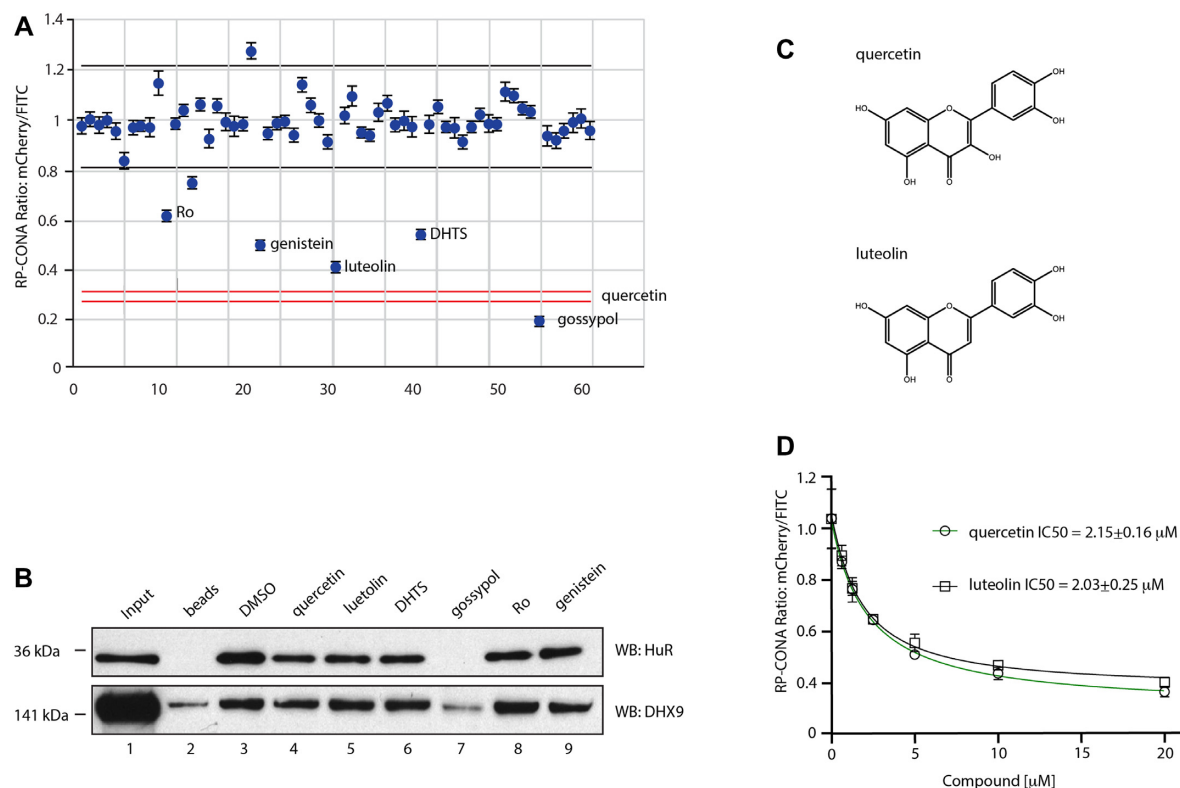 A
RP-CONA Ratio: mCherry/FITC
1.4
1.2
1
0.8
0.6
0.4
0.2
0
0 10 20 30 40 50 60
Ro
genistein
luteolin
DHTS
quercetin
gossypol
B
Input beads DMSO quercetin luetolin DHTS gossypol Ro genistein
36 kDa
WB: HuR
141 kDa
WB: DHX9
1 2 3 4 5 6 7 8 9
C
quercetin
HO
O
OH
OH
OH
OH
O
luteolin
HO
O
OH
OH
OH
O
D
RP-CONA Ratio: mCherry/FITC
1.2
1.0
0.8
0.6
0.4
0
0 5 10 15 20
Compound [µM]
quercetin IC50 = 2.15±0.16 µM
luteolin IC50 = 2.03±0.25 µM